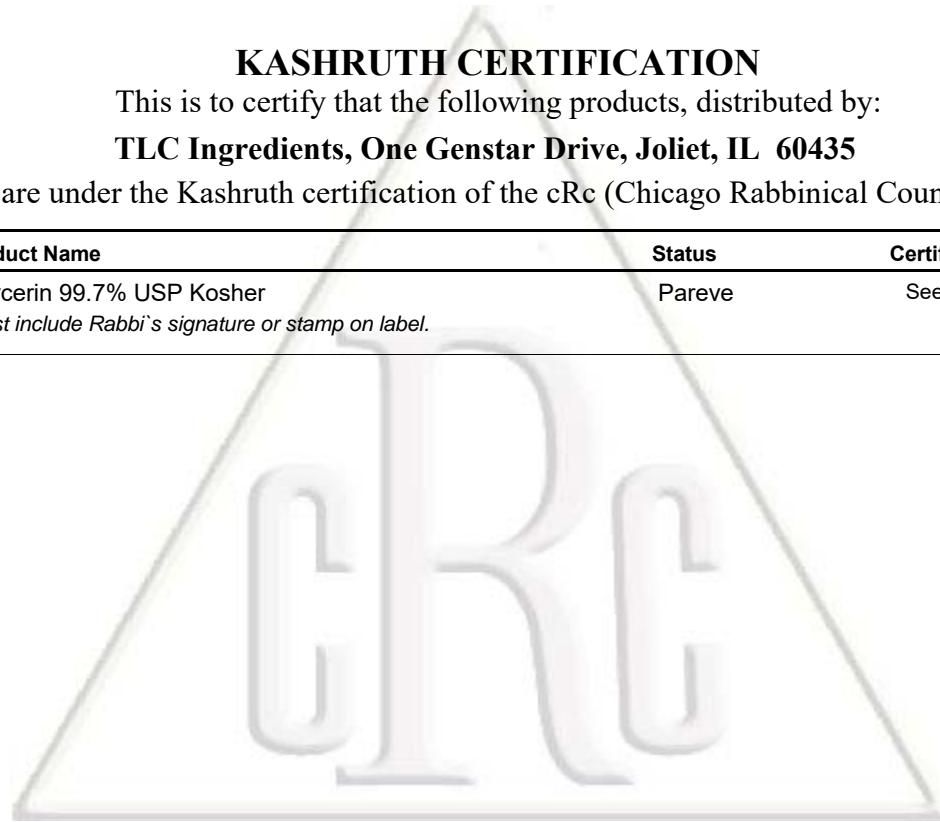 KASHRUTH CERTIFICATION
This is to certify that the following products, distributed by:
TLC Ingredients, One Genstar Drive, Joliet, IL 60435
are under the Kashruth certification of the cRc (Chicago Rabbinical Coun
duct Name Status Certif
cerin 99.7% USP Kosher Pareve See
st include Rabbi`s signature or stamp on label.
cRc